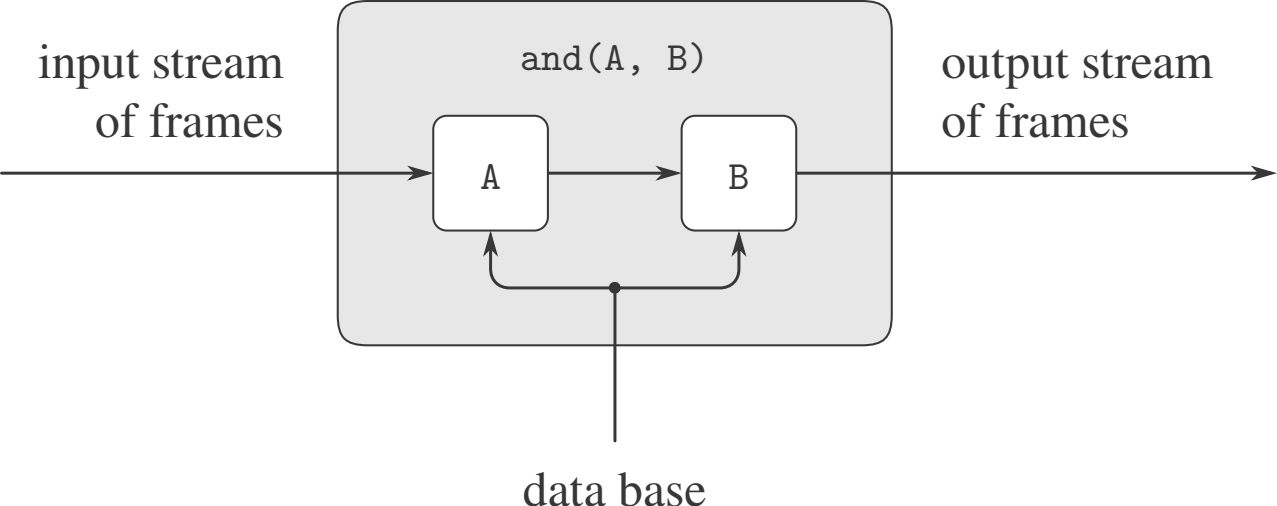 input stream
of frames
and(A, B)
A
B
output stream
of frames
data base